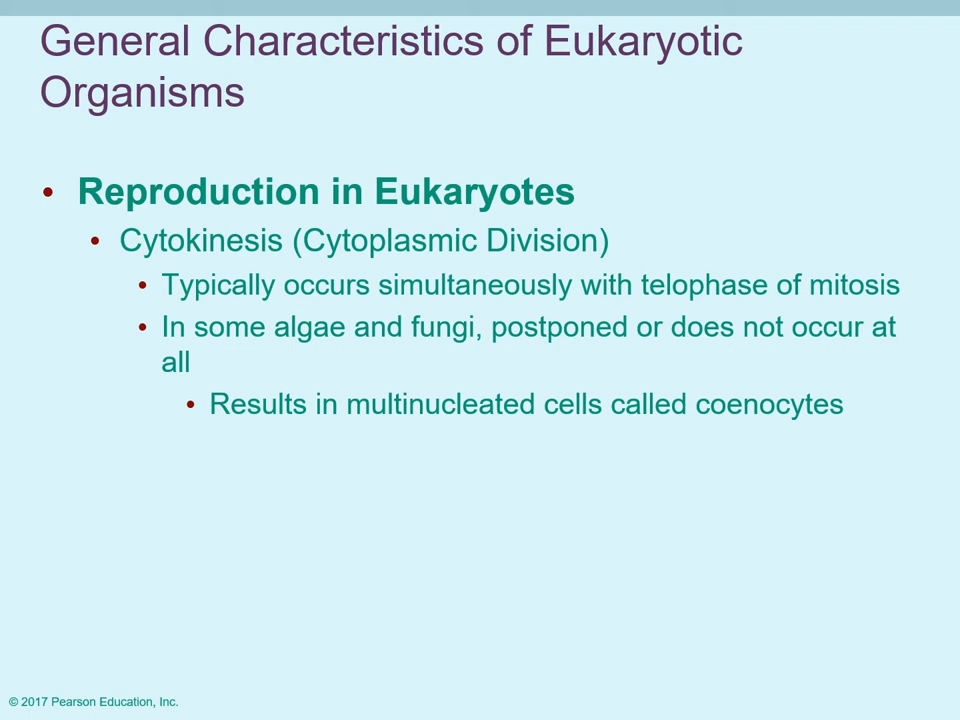 General Characteristics of Eukaryotic
Organisms
• Reproduction in Eukaryotes
• Cytokinesis (Cytoplasmic Division)
• Typically occurs simultaneously with telophase of mitosis
• In some algae and fungi, postponed or does not occur at
all
• Results in multinucleated cells called coenocytes
© 2017 Pearson Education, Inc.